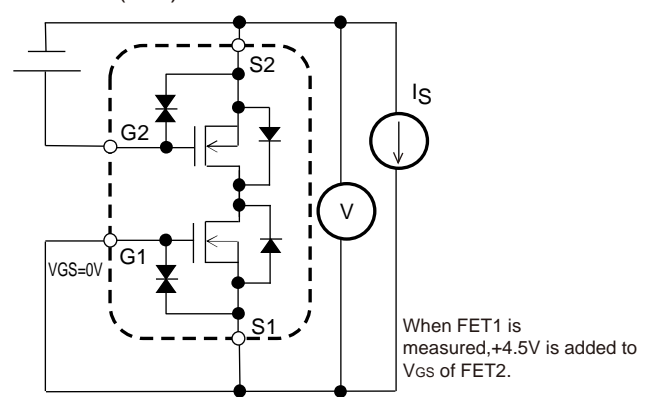 S2
IS
G2
V
G1
VGS=0V
S1
When FET1 is
measured,+4.5V is added to
VGS of FET2.